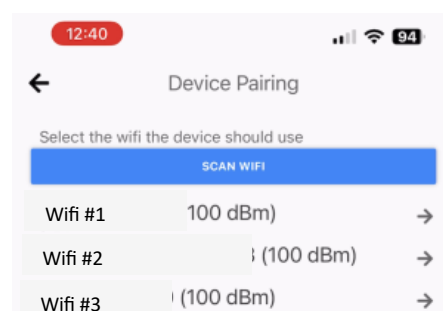 12:40
94
Device Pairing
Select the wifi the device should use
SCAN WIFI
Wifi #1 100 dBm)
Wifi #2 (100 dBm)
Wifi #3 (100 dBm)